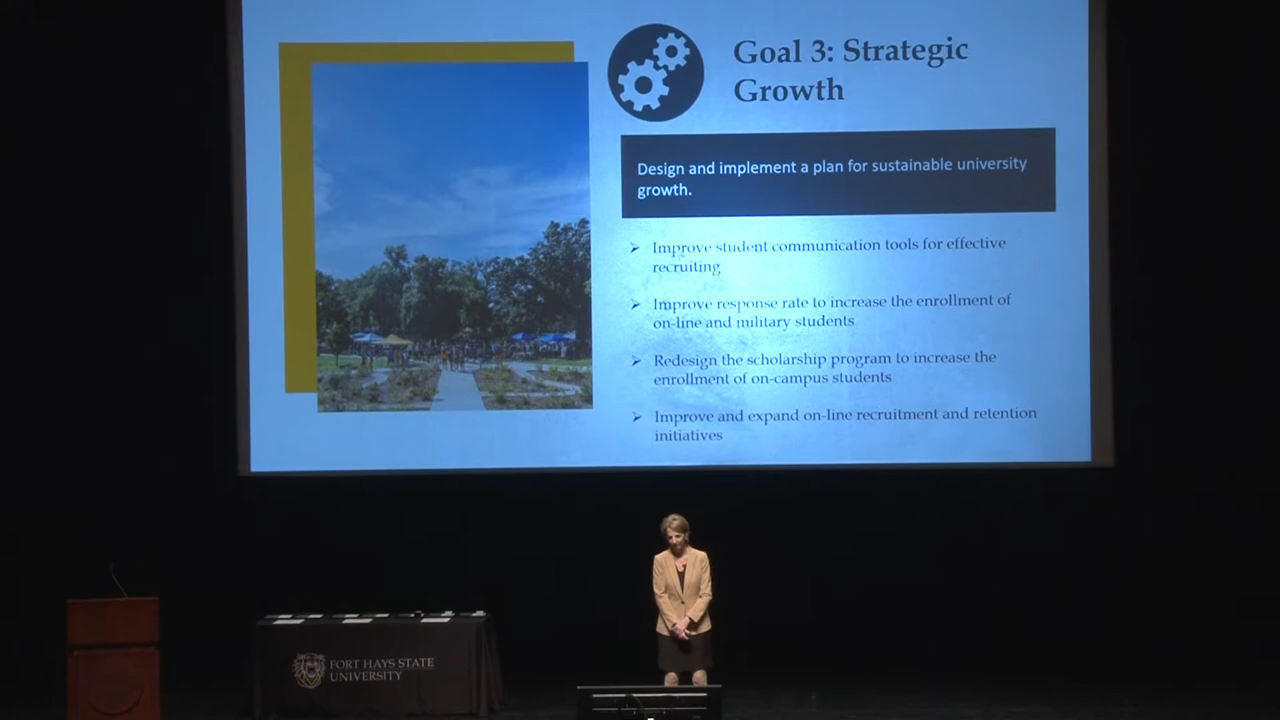 Goal 3: Strategic
Growth
Design and implement a plan for sustainable university
growth.
Improve student communication tools for effective
recruiting
Improve response rate to increase the enrollment of
on-line and military students
Redesign the scholarship program to increase the
enrollment of on-campus students
Improve and expand on-line recruitment and retention
initiatives
FORT HAYS STATE
UNIVERSITY